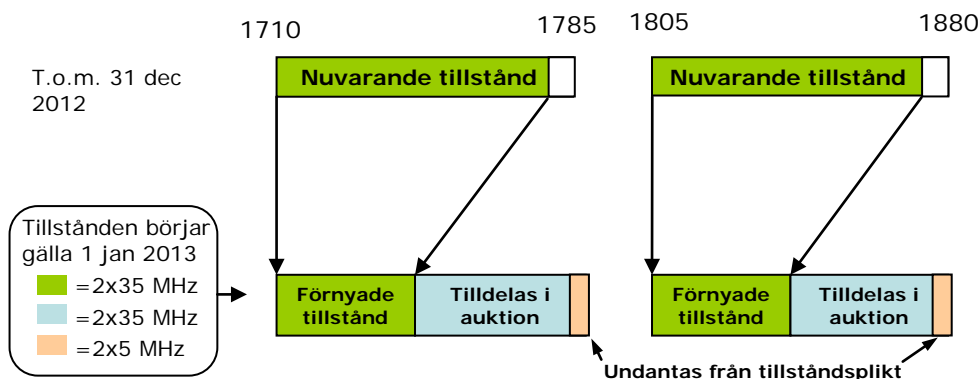 1710
1785
1805
1880
T.o.m. 31 dec
2012
Nuvarande tillstånd
Nuvarande tillstånd
Tillstånden börjar
gälla 1 jan 2013
=2x35 MHz
=2x35 MHz
=2x5 MHz
Förnyade
tillstånd
Tilldelas i
auktion
Förnyade
tillstånd
Tilldelas i
auktion
Undantas från tillståndsplikt